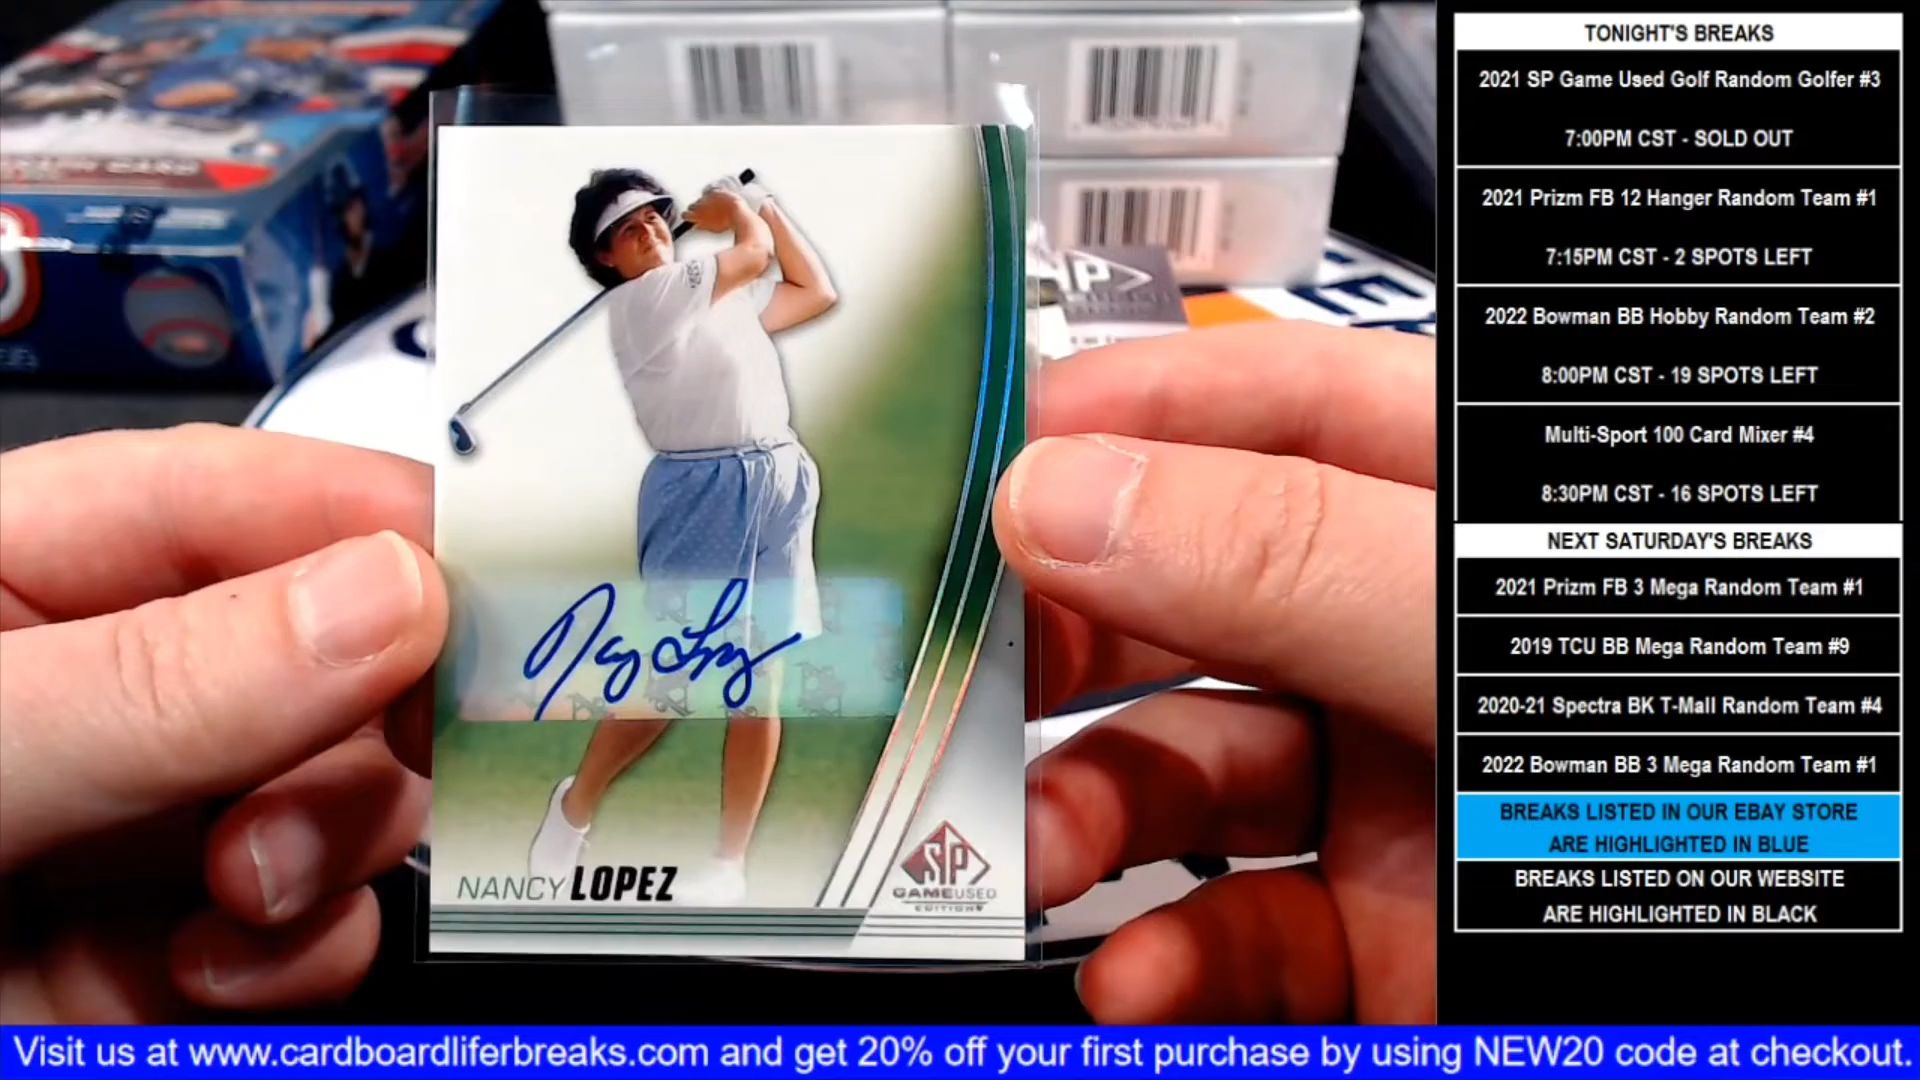 NANCY LOPEZ
SP
GAMEUSED
EDITION
SP
TONIGHT'S BREAKS
2021 SP Game Used Golf Random Golfer #3
7:00PM CST - SOLD OUT
2021 Prizm FB 12 Hanger Random Team #1
7:15PM CST - 2 SPOTS LEFT
2022 Bowman BB Hobby Random Team #2
8:00PM CST - 19 SPOTS LEFT
Multi-Sport 100 Card Mixer #4
8:30PM CST - 16 SPOTS LEFT
NEXT SATURDAY'S BREAKS
2021 Prizm FB 3 Mega Random Team #1
2019 TCU BB Mega Random Team #9
2020-21 Spectra BK T-Mall Random Team #4
2022 Bowman BB 3 Mega Random Team #1
BREAKS LISTED IN OUR EBAY STORE
ARE HIGHLIGHTED IN BLUE
BREAKS LISTED ON OUR WEBSITE
ARE HIGHLIGHTED IN BLACK
Visit us at www.cardboardliferbreaks.com and get 20% off your first purchase by using NEW20 code at checkout.